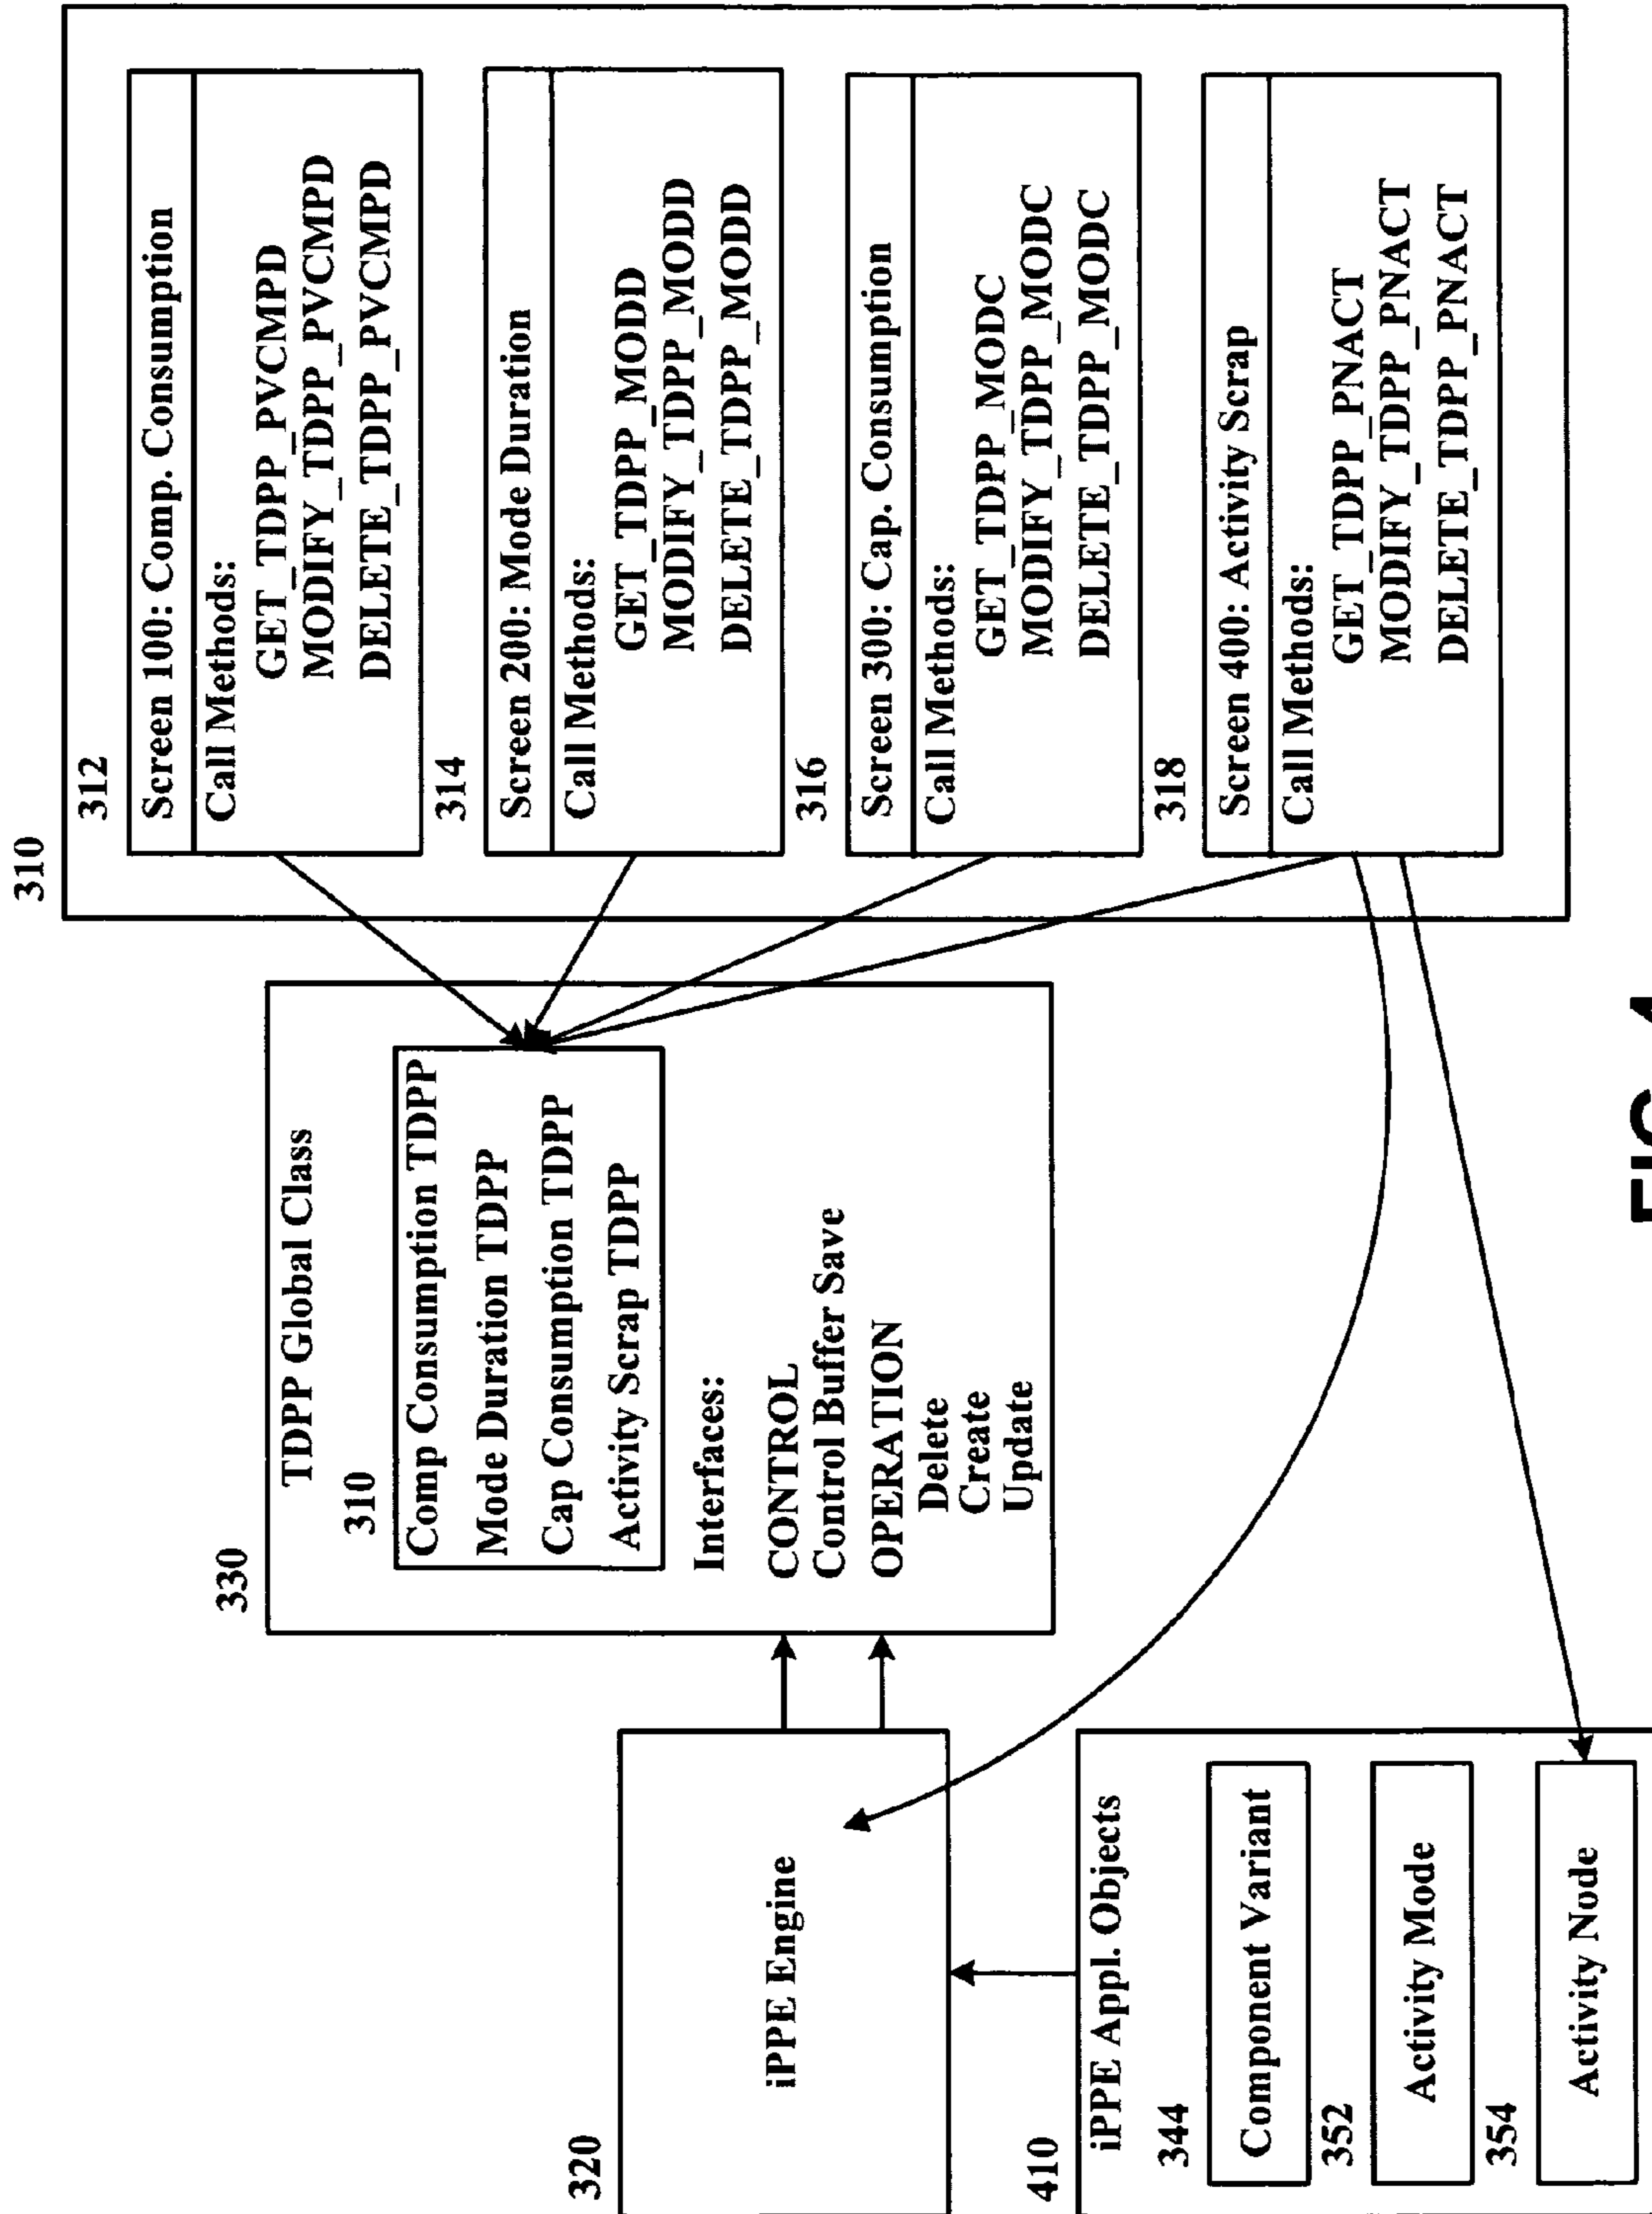 320
iPPE Engine
410
iPPE Appl. Objects
344
Component Variant
352
Activity Mode
354
Activity Node
330
TDPP Global Class
310
Comp Consumption TDPP
Mode Duration TDPP
Cap Consumption TDPP
Activity Scrap TDPP
Interfaces:
CONTROL
Control Buffer Save
OPERATION
Delete
Create
Update
310
312
Screen 100: Comp. Consumption
Call Methods:
GET_TDPP_PVCMPD
MODIFY_TDPP_PVCMPD
DELETE_TDPP_PVCMPD
314
Screen 200: Mode Duration
Call Methods:
GET_TDPP_MODD
MODIFY_TDPP_MODD
DELETE_TDPP_MODD
316
Screen 300: Cap. Consumption
Call Methods:
GET_TDPP_MODC
MODIFY_TDPP_MODC
DELETE_TDPP_MODC
318
Screen 400: Activity Scrap
Call Methods:
GET_TDPP_PNACT
MODIFY_TDPP_PNACT
DELETE_TDPP_PNACT